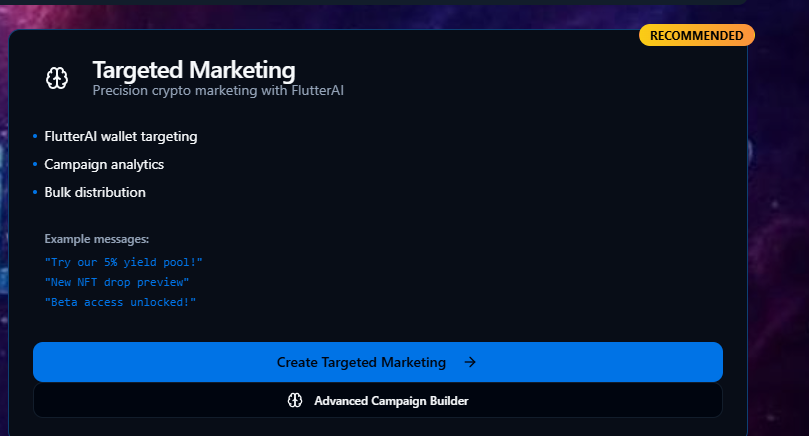 RECOMMENDED
Targeted Marketing
Precision crypto marketing with FlutterAI
FlutterAI wallet targeting
Campaign analytics
Bulk distribution
Example messages:
"Try our 5% yield pool!"
"New NFT drop preview"
"Beta access unlocked!"
Create Targeted Marketing
Advanced Campaign Builder